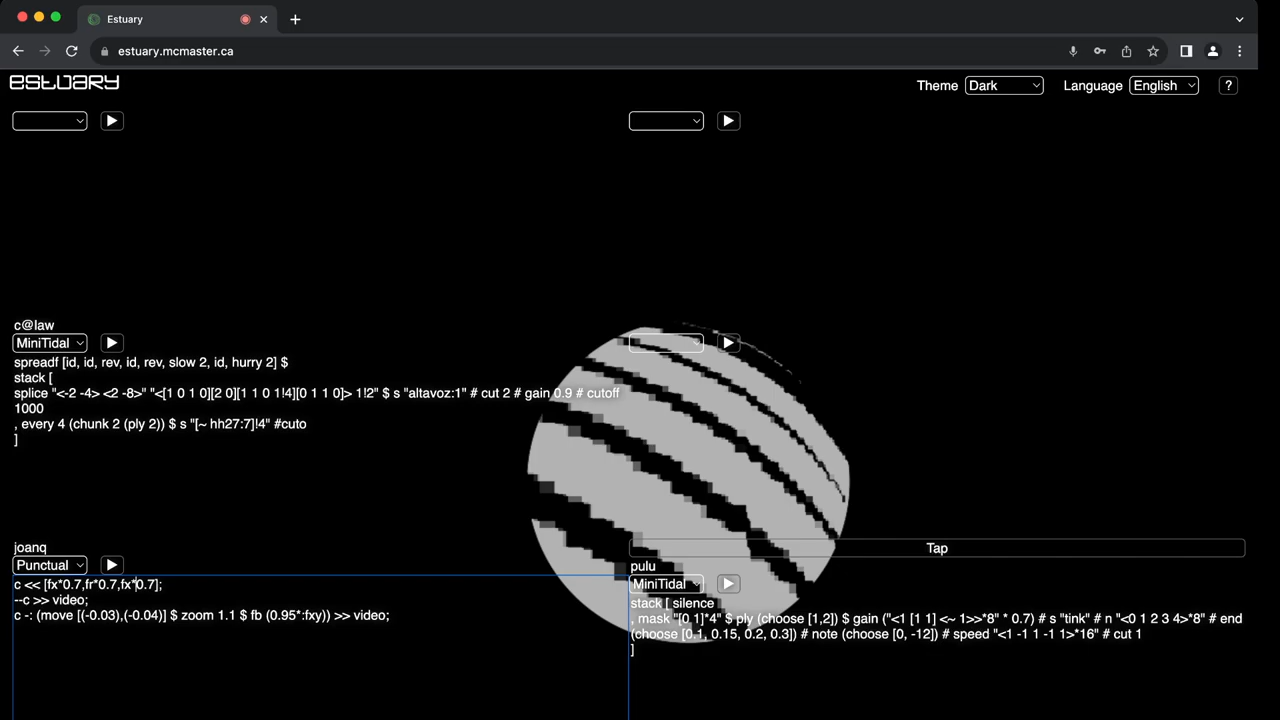 Estuary
estuary.mcmaster.ca
ESTUARY
Theme Dark Language English ?
c@law
MiniTidal
spreadf [id, id, rev, id, rev, slow 2, id, hurry 2] $
stack [
splice "<-2 -4> <2 -8>" "<[1 0 1 0][2 0][1 1 0 1!4][0 1 1 0]> 1!2" $ s "altavoz:1" # cut 2 # gain 0.9 # cutoff
1000
, every 4 (chunk 2 (ply 2)) $ s "[~ hh27:7]!4" #cuto
]
joanq
Punctual
c << [fx*0.7,fr*0.7,fx*0.7];
--c >> video;
c -: (move [(-0.03),(-0.04)] $ zoom 1.1 $ fb (0.95*:fxy)) >> video;
Tap
pulu
MiniTidal
stack [ silence
, mask "[0 1]*4" $ ply (choose [1,2]) $ gain ("<1 [1 1] <~ 1>>*8" * 0.7) # s "tink" # n "<0 1 2 3 4>*8" # end
(choose [0.1, 0.15, 0.2, 0.3]) # note (choose [0, -12]) # speed "<1 -1 1 -1 1>*16" # cut 1
]